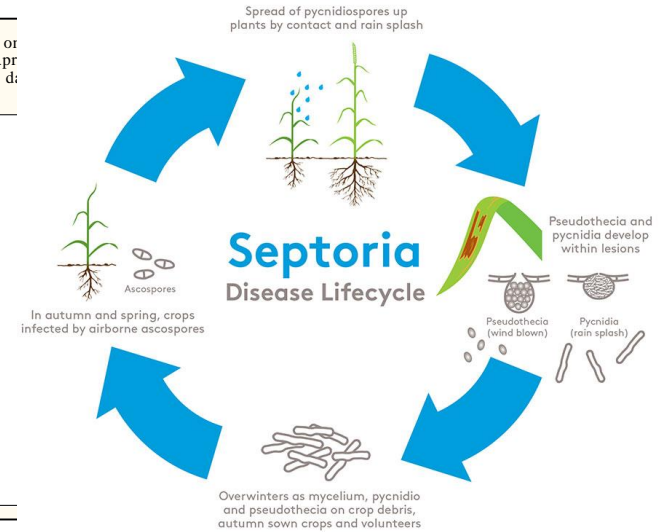 Spread of pycnidiospores up
plants by contact and rain splash
Septoria
Disease Lifecycle
Pseudothecia and
pycnidia develop
within lesions
Pseudothecia
(wind blown)
Pycnidia
(rain splash)
Overwinters as mycelium, pycnidio
and pseudothecia on crop debris,
autumn sown crops and volunteers
Ascospores
In autumn and spring, crops
infected by airborne ascospores